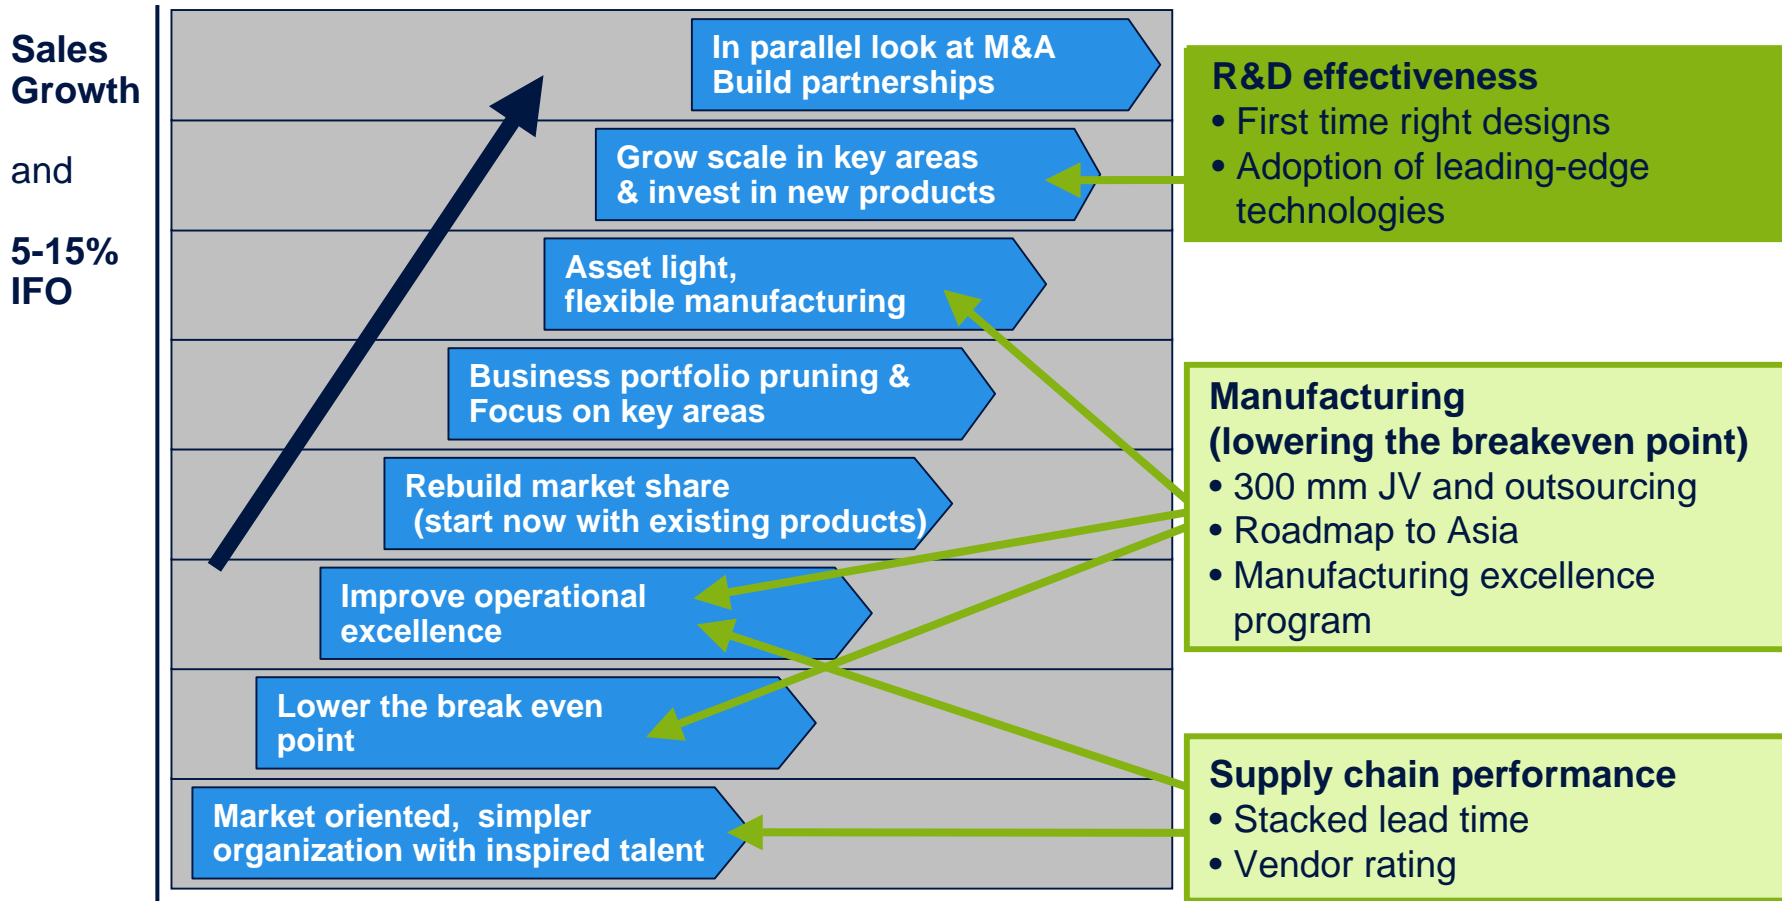 Sales
Growth
and
5-15%
IFO
In parallel look at M&A
Build partnerships
Grow scale in key areas
& invest in new products
Asset light,
flexible manufacturing
Business portfolio pruning &
Focus on key areas
Rebuild market share
(start now with existing products)
Improve operational
excellence
Lower the break even
point
Market oriented, simpler
organization with inspired talent
R&D effectiveness
• First time right designs
• Adoption of leading-edge
technologies
Manufacturing
(lowering the breakeven point)
• 300 mm JV and outsourcing
• Roadmap to Asia
• Manufacturing excellence
program
Supply chain performance
• Stacked lead time
• Vendor rating